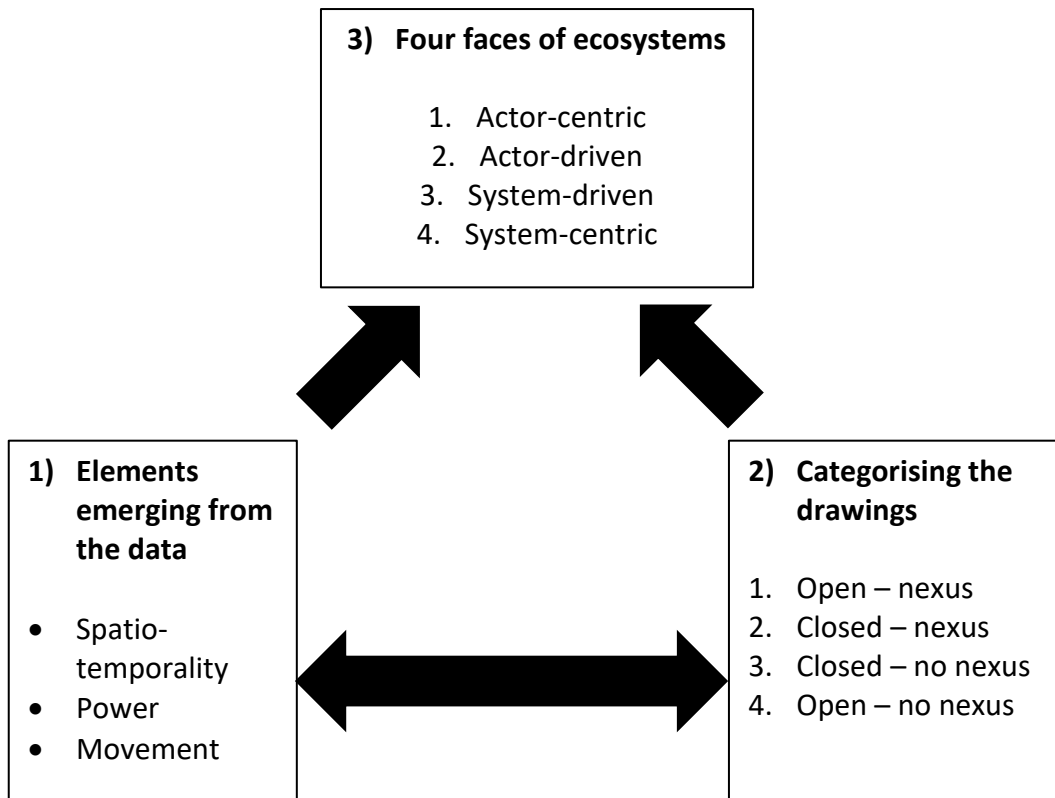 3) Four faces of ecosystems
1. Actor-centric
2. Actor-driven
3. System-driven
4. System-centric
1) Elements
emerging from
the data
• Spatio-
temporality
• Power
• Movement
2) Categorising the
drawings
1. Open – nexus
2. Closed – nexus
3. Closed – no nexus
4. Open – no nexus